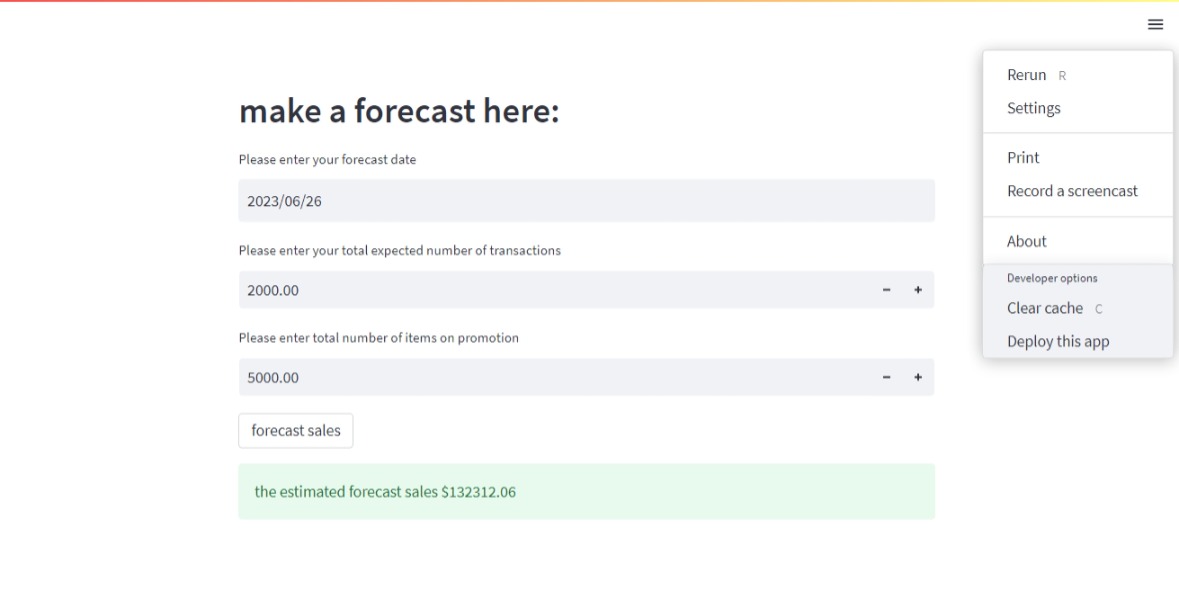 make a forecast here:
Please enter your forecast date
2023/06/26
Please enter your total expected number of transactions
2000.00 - +
Please enter total number of items on promotion
5000.00 - +
forecast sales
the estimated forecast sales $132312.06
Rerun R
Settings
Print
Record a screencast
About
Developer options
Clear cache C
Deploy this app